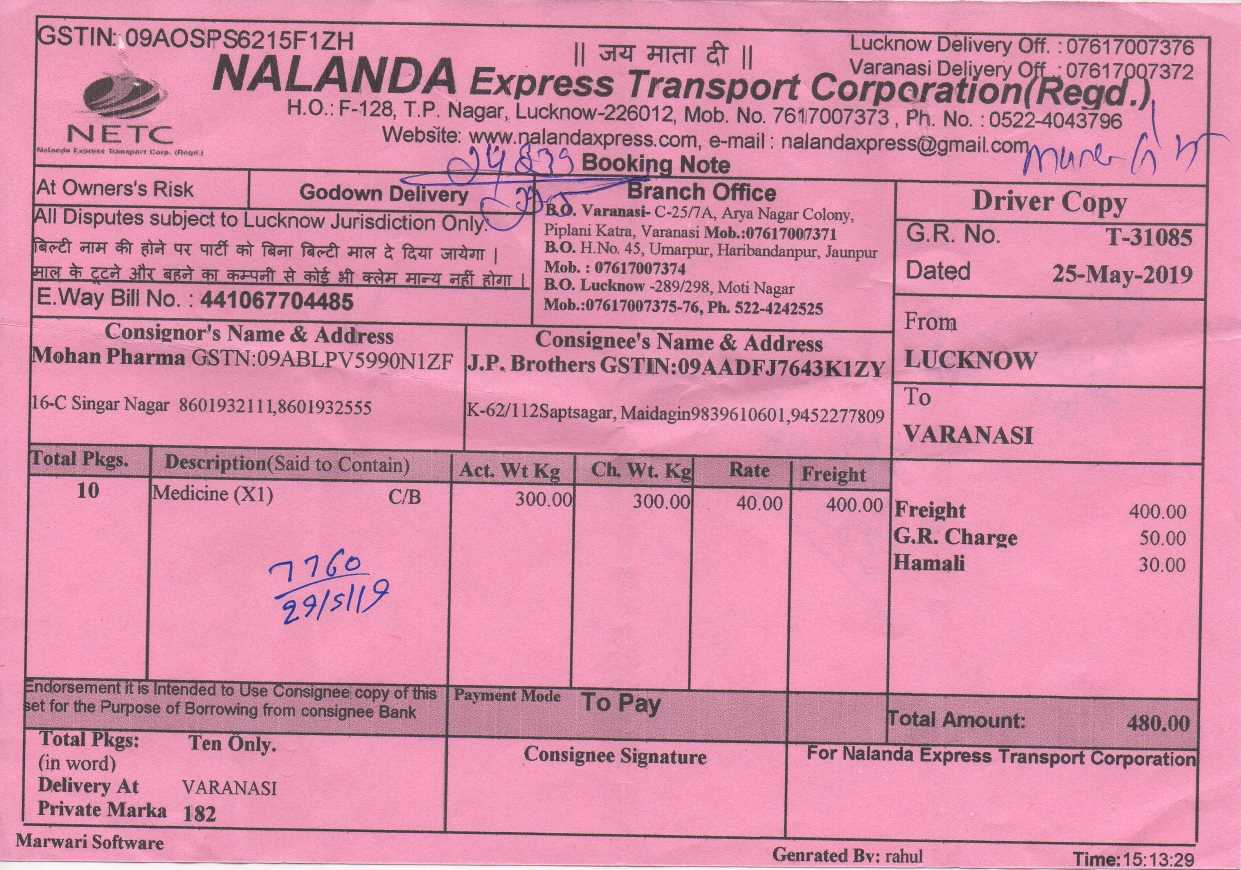 GSTIN: 09AOSPS6215F1ZH
|| जय माता दी ||
Lucknow Delivery Off. : 07617007376
Varanasi Delivery Off. : 07617007372
NETC
Nalanda Express Transport Corp. (Regd.)
NALANDA Express Transport Corporation(Regd.)
H.O.: F-128, T.P. Nagar, Lucknow-226012, Mob. No. 7617007373 , Ph. No. : 0522-4043796
Website: www.nalandaxpress.com, e-mail : nalandaxpress@gmail.com
Booking Note
At Owners's Risk
Godown Delivery
All Disputes subject to Lucknow Jurisdiction Only.
बिल्टी नाम की होने पर पार्टी को बिना बिल्टी माल दे दिया जायेगा |
माल के टूटने और बहने का कम्पनी से कोई भी क्लेम मान्य नहीं होगा |
E.Way Bill No. : 441067704485
Branch Office
B.O. Varanasi- C-25/7A, Arya Nagar Colony,
Piplani Katra, Varanasi Mob.:07617007371
B.O. H.No. 45, Umarpur, Haribandanpur, Jaunpur
Mob. : 07617007374
B.O. Lucknow -289/298, Moti Nagar
Mob.:07617007375-76, Ph. 522-4242525
Driver Copy
G.R. No. T-31085
Dated 25-May-2019
From
LUCKNOW
To
VARANASI
Consignor's Name & Address
Mohan Pharma GSTN:09ABLPV5990N1ZF
16-C Singar Nagar 8601932111,8601932555
Consignee's Name & Address
J.P. Brothers GSTIN:09AADFJ7643K1ZY
K-62/112Saptsagar, Maidagin9839610601,9452277809
Total Pkgs. Description(Said to Contain) Act. Wt Kg Ch. Wt. Kg Rate Freight
10 Medicine (X1) C/B 300.00 300.00 40.00 400.00
7760
29/5/19
Freight 400.00
G.R. Charge 50.00
Hamali 30.00
Endorsement it is Intended to Use Consignee copy of this
set for the Purpose of Borrowing from consignee Bank
Payment Mode To Pay
Total Amount: 480.00
Total Pkgs: Ten Only.
(in word)
Delivery At VARANASI
Private Marka 182
Consignee Signature
For Nalanda Express Transport Corporation
Marwari Software
Genrated By: rahul
Time:15:13:29